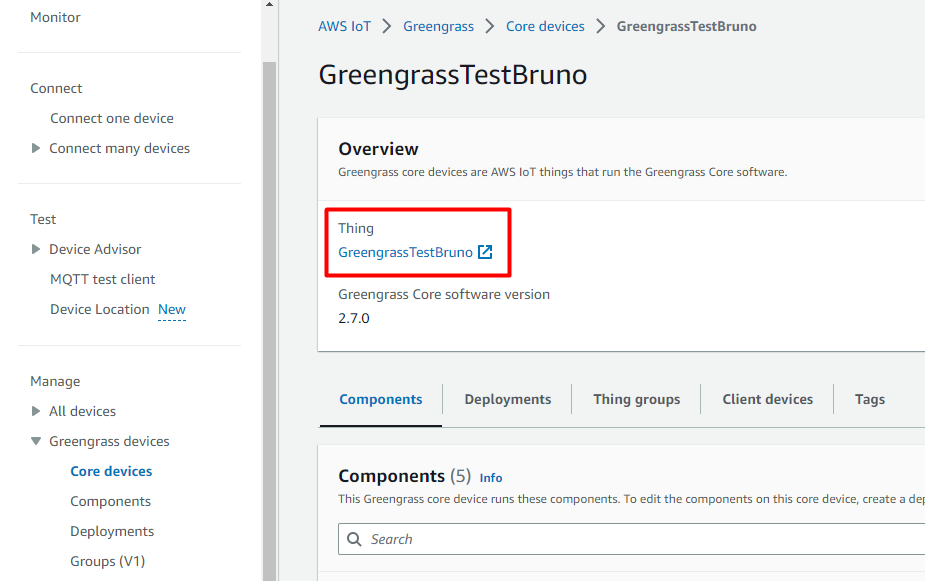 Monitor
Connect
Connect one device
Connect many devices
Test
Device Advisor
MQTT test client
Device Location New
Manage
All devices
Greengrass devices
Core devices
Components
Deployments
Groups (V1)
AWS IoT > Greengrass > Core devices > GreengrassTestBruno
GreengrassTestBruno
Overview
Greengrass core devices are AWS IoT things that run the Greengrass Core software.
Thing
GreengrassTestBruno
Greengrass Core software version
2.7.0
Components Deployments Thing groups Client devices Tags
Components (5) Info
This Greengrass core device runs these components. To edit the components on this core device, create a
Search